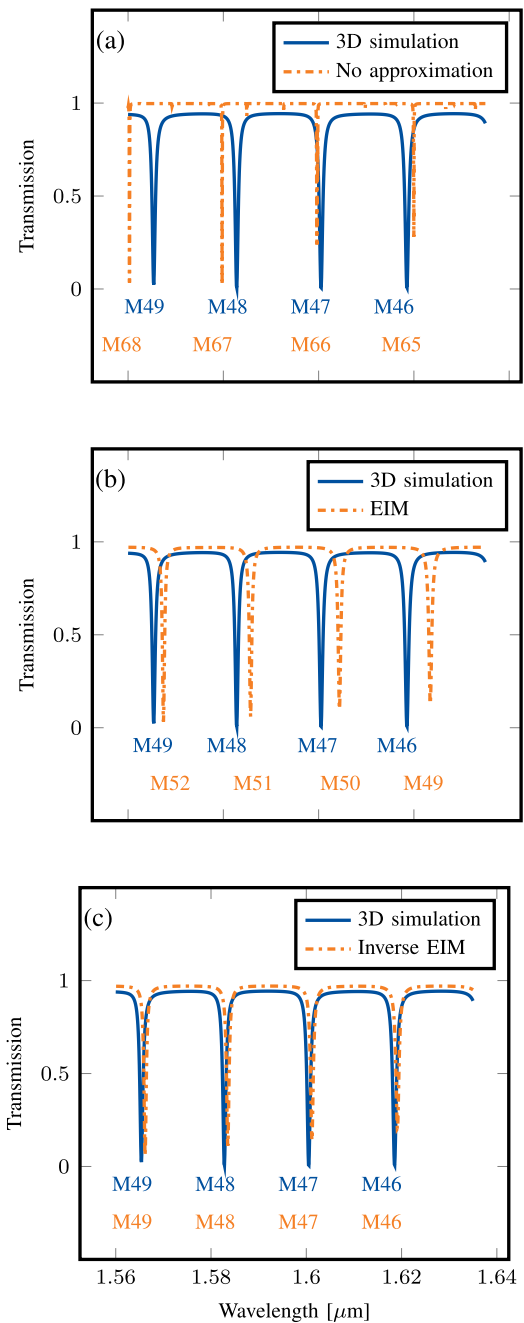 (a)
3D simulation
No approximation
1
0.5
0
Transmission
M49 M48 M47 M46
M68 M67 M66 M65
(b)
3D simulation
EIM
1
0.5
0
Transmission
M49 M48 M47 M46
M52 M51 M50 M49
(c)
3D simulation
Inverse EIM
1
0.5
0
Transmission
M49 M48 M47 M46
M49 M48 M47 M46
1.56 1.58 1.6 1.62 1.64
Wavelength [μm]